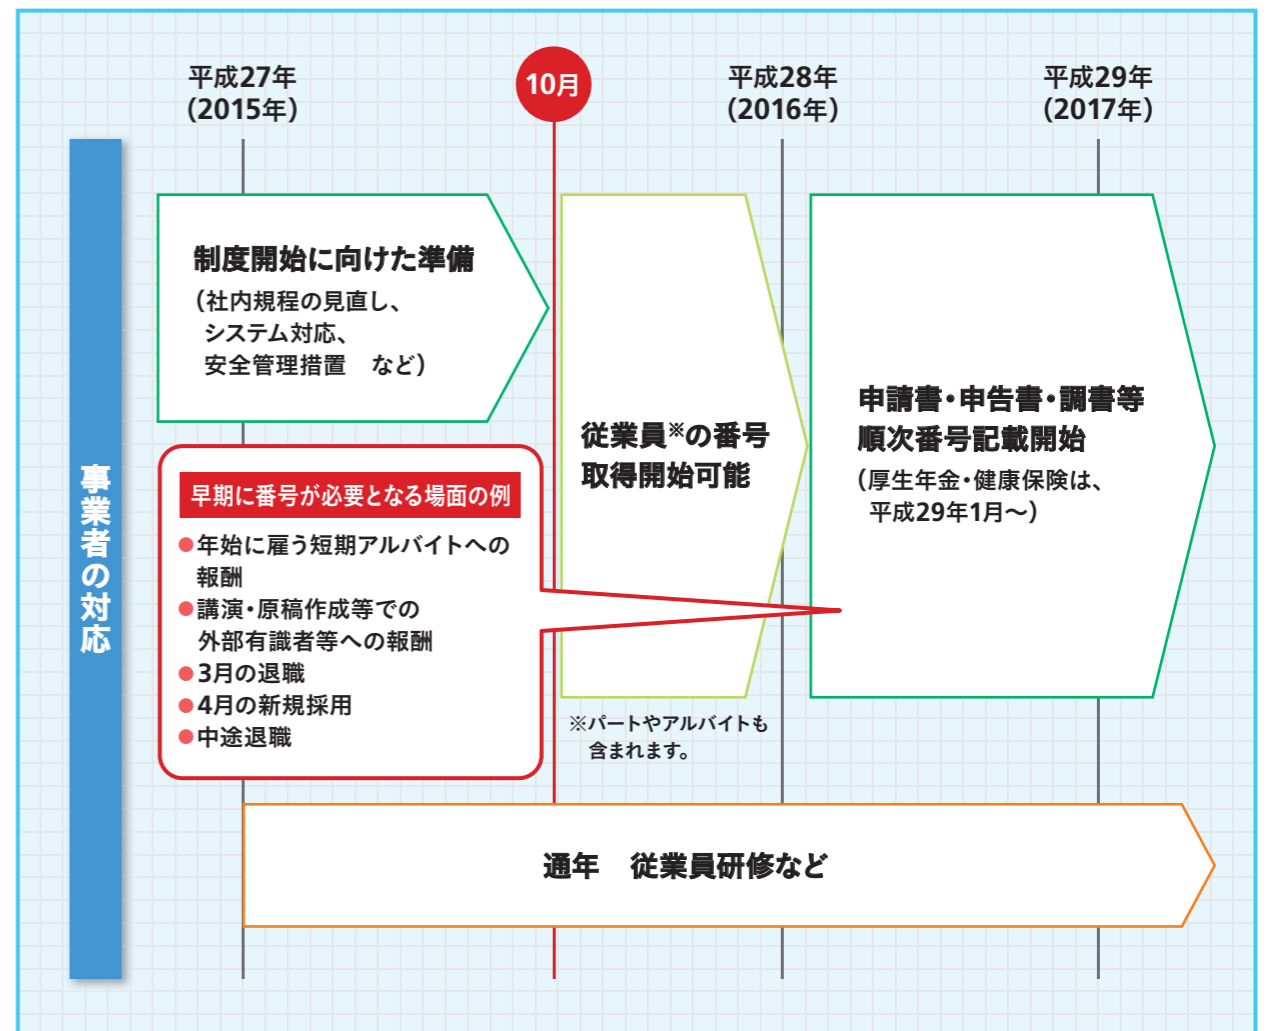 平成27年
（2015年）
10月
平成28年
（2016年）
平成29年
（2017年）
事業者の対応
制度開始に向けた準備
（社内規程の見直し、
システム対応、
安全管理措置　など）
早期に番号が必要となる場面の例
●年始に雇う短期アルバイトへの
報酬
●講演・原稿作成等での
外部有識者等への報酬
●3月の退職
●4月の新規採用
●中途退職
従業員※の番号
取得開始可能
※パートやアルバイトも
含まれます。
申請書・申告書・調書等
順次番号記載開始
（厚生年金・健康保険は、
平成29年1月～）
通年　従業員研修など